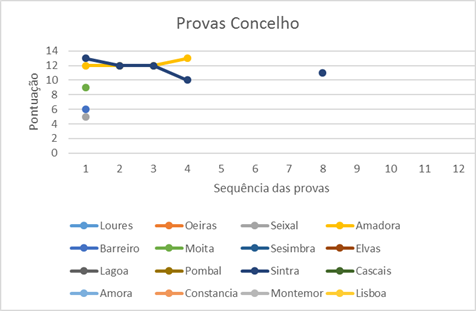 Provas Concelho
Pontuação
14
12
10
8
6
4
2
0
1 2 3 4 5 6 7 8 9 10 11 12
Sequência das provas
Loures Oeiras Seixal Amadora
Barreiro Moita Sesimbra Elvas
Lagoa Pombal Sintra Cascais
Amora Constancia Montemor Lisboa